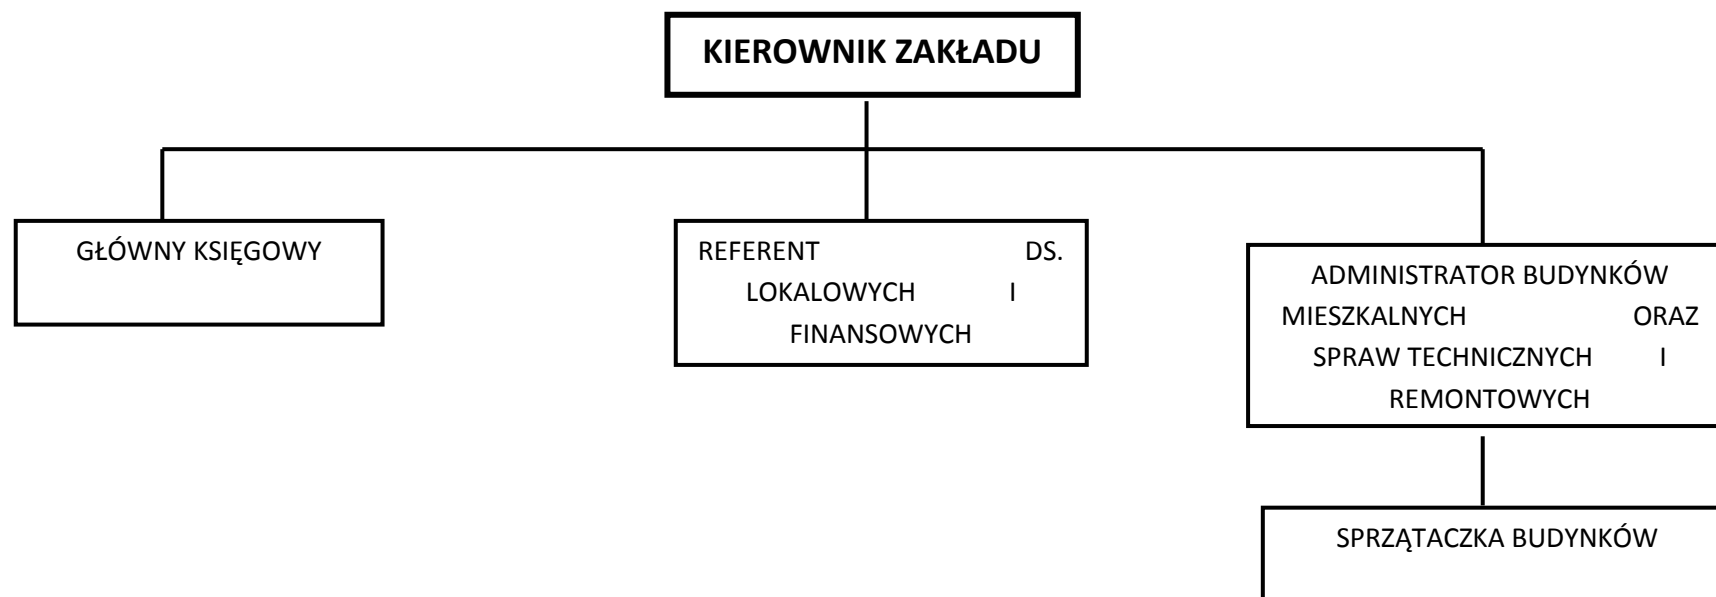 KIEROWNIK ZAKŁADU
GŁÓWNY KSIĘGOWY
REFERENT DS.
LOKALOWYCH I
FINANSOWYCH
ADMINISTRATOR BUDYNKÓW
MIESZKALNYCH ORAZ
SPRAW TECHNICZNYCH I
REMONTOWYCH
SPRZĄTACZKA BUDYNKÓW